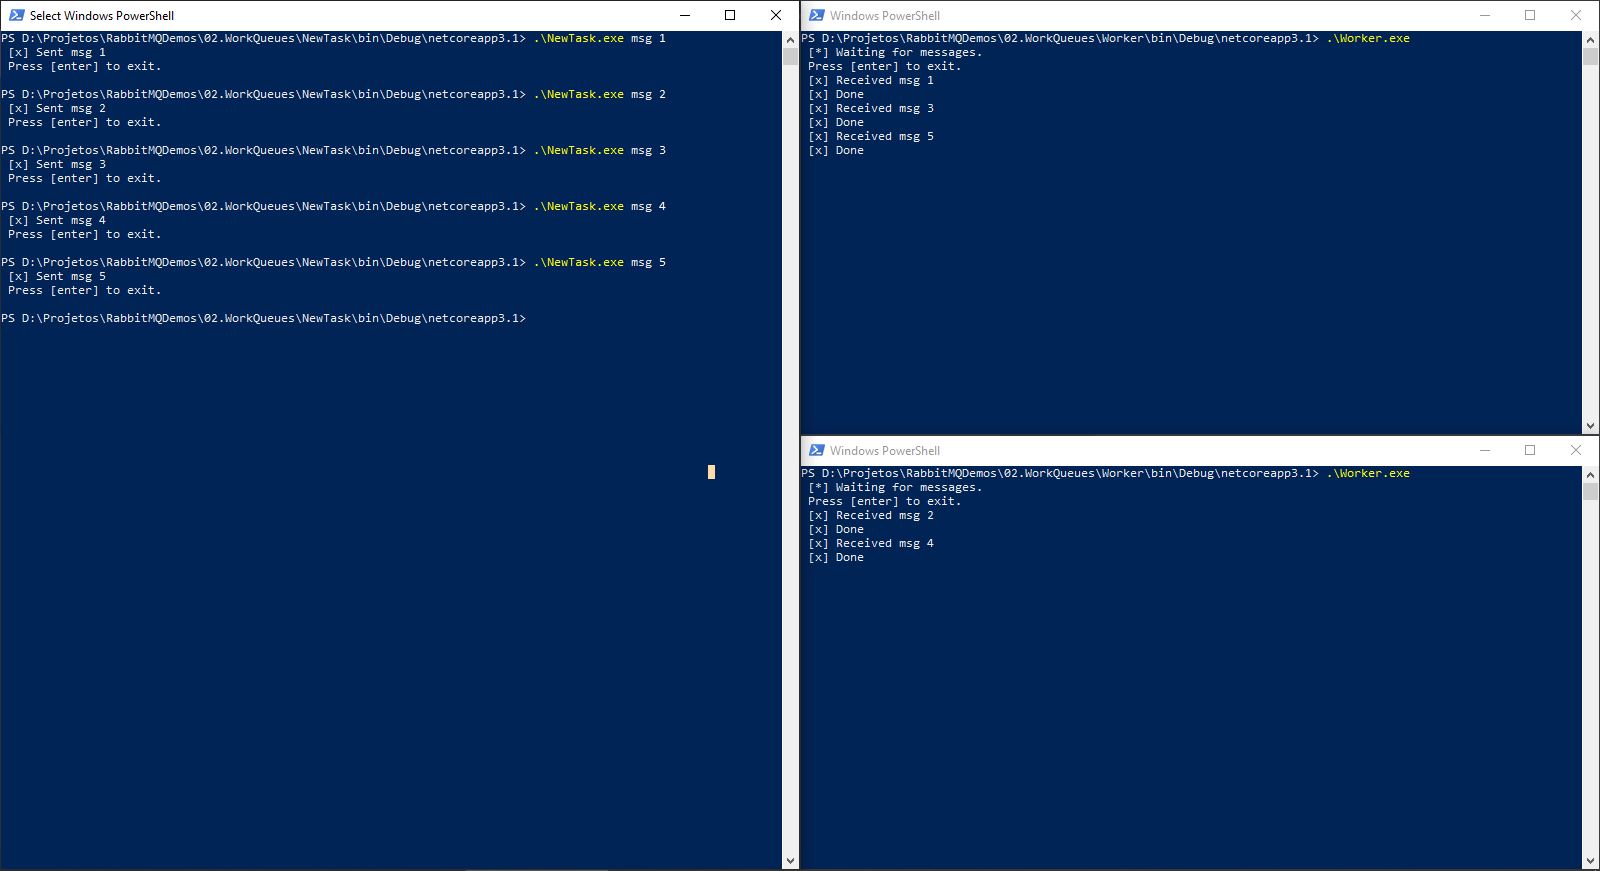 Select Windows PowerShell
PS D:\Projetos\RabbitMQDemos\02.WorkQueues\NewTask\bin\Debug\netcoreapp3.1> .\NewTask.exe msg 1
[x] Sent msg 1
Press [enter] to exit.
PS D:\Projetos\RabbitMQDemos\02.WorkQueues\NewTask\bin\Debug\netcoreapp3.1> .\NewTask.exe msg 2
[x] Sent msg 2
Press [enter] to exit.
PS D:\Projetos\RabbitMQDemos\02.WorkQueues\NewTask\bin\Debug\netcoreapp3.1> .\NewTask.exe msg 3
[x] Sent msg 3
Press [enter] to exit.
PS D:\Projetos\RabbitMQDemos\02.WorkQueues\NewTask\bin\Debug\netcoreapp3.1> .\NewTask.exe msg 4
[x] Sent msg 4
Press [enter] to exit.
PS D:\Projetos\RabbitMQDemos\02.WorkQueues\NewTask\bin\Debug\netcoreapp3.1> .\NewTask.exe msg 5
[x] Sent msg 5
Press [enter] to exit.
PS D:\Projetos\RabbitMQDemos\02.WorkQueues\NewTask\bin\Debug\netcoreapp3.1>
Windows PowerShell
PS D:\Projetos\RabbitMQDemos\02.WorkQueues\Worker\bin\Debug\netcoreapp3.1> .\Worker.exe
[*] Waiting for messages.
Press [enter] to exit.
[x] Received msg 1
[x] Done
[x] Received msg 3
[x] Done
[x] Received msg 5
[x] Done
Windows PowerShell
PS D:\Projetos\RabbitMQDemos\02.WorkQueues\Worker\bin\Debug\netcoreapp3.1> .\Worker.exe
[*] Waiting for messages.
Press [enter] to exit.
[x] Received msg 2
[x] Done
[x] Received msg 4
[x] Done